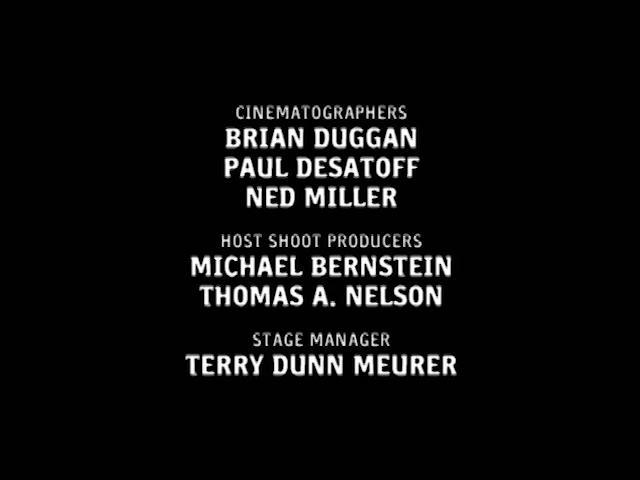 CINEMATOGRAPHERS
BRIAN DUGGAN
PAUL DESATOFF
NED MILLER
HOST SHOOT PRODUCERS
MICHAEL BERNSTEIN
THOMAS A. NELSON
STAGE MANAGER
TERRY DUNN MEURER